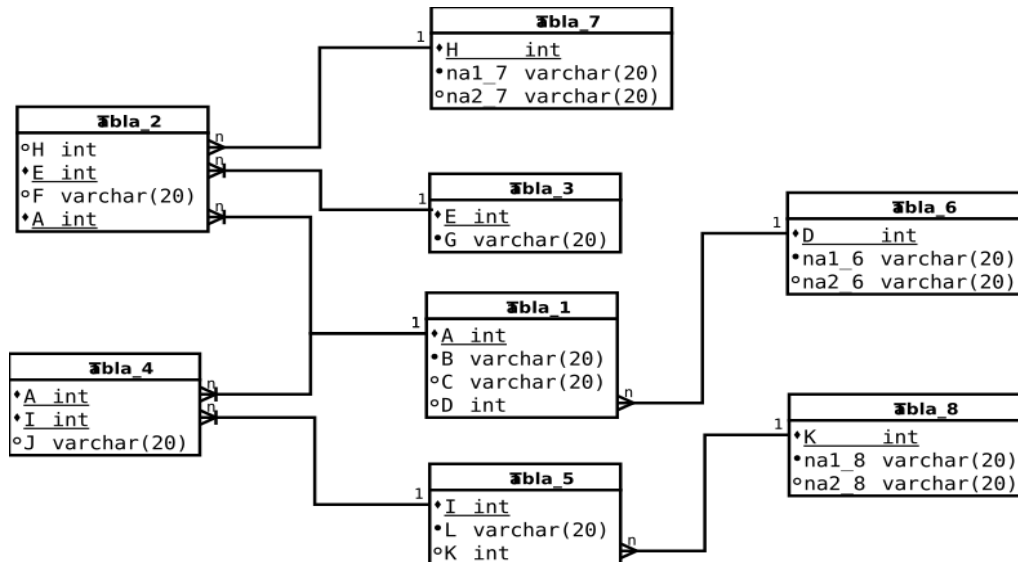 Tabla_7
1
H int
na1_7 varchar(20)
na2_7 varchar(20)
Tabla_2
H int
E int
F varchar(20)
A int
n
n
n
Tabla_3
1
E int
G varchar(20)
Tabla_6
1
D int
na1_6 varchar(20)
na2_6 varchar(20)
Tabla_1
1
A int
B varchar(20)
C varchar(20)
D int
n
Tabla_4
A int
I int
J varchar(20)
n
n
Tabla_8
1
K int
na1_8 varchar(20)
na2_8 varchar(20)
Tabla_5
1
I int
L varchar(20)
K int
n